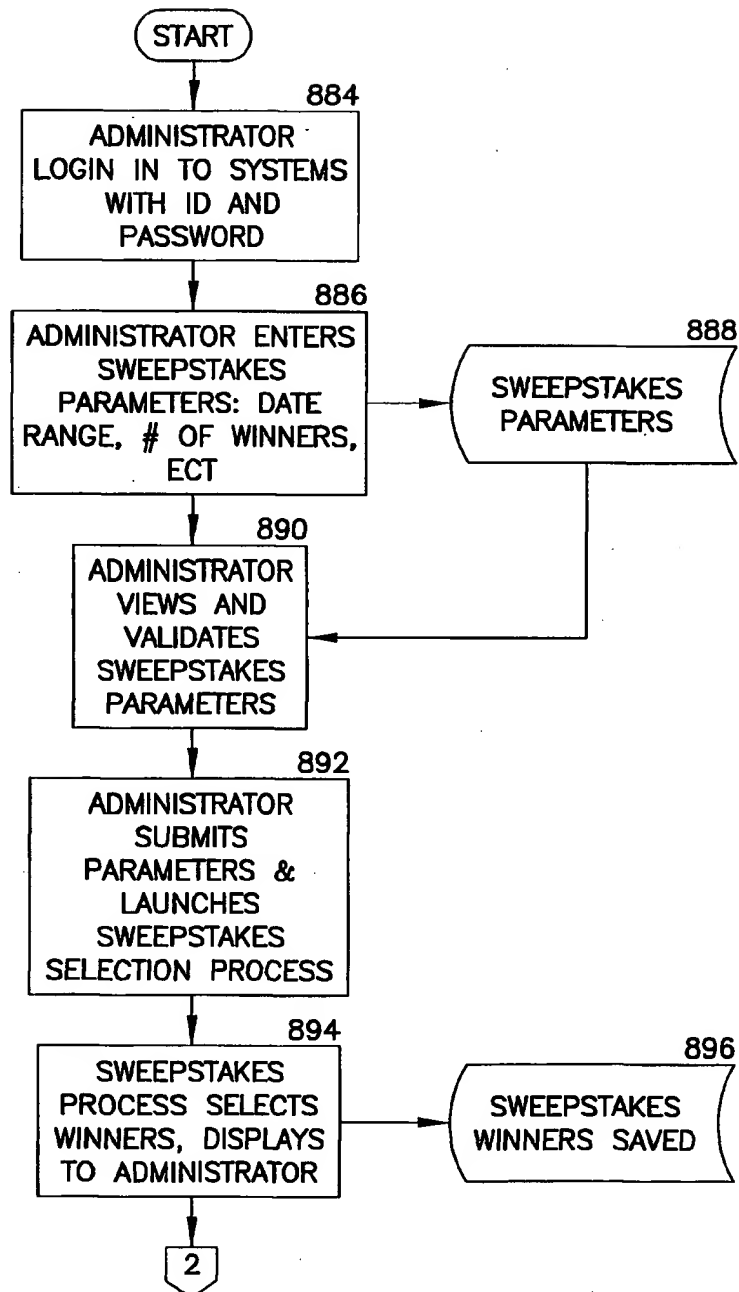 START
884
ADMINISTRATOR
LOGIN IN TO SYSTEMS
WITH ID AND
PASSWORD
886
ADMINISTRATOR ENTERS
SWEEPSTAKES
PARAMETERS: DATE
RANGE, # OF WINNERS,
ECT
888
SWEEPSTAKES
PARAMETERS
890
ADMINISTRATOR
VIEWS AND
VALIDATES
SWEEPSTAKES
PARAMETERS
892
ADMINISTRATOR
SUBMITS
PARAMETERS &
LAUNCHES
SWEEPSTAKES
SELECTION PROCESS
894
SWEEPSTAKES
PROCESS SELECTS
WINNERS, DISPLAYS
TO ADMINISTRATOR
896
SWEEPSTAKES
WINNERS SAVED
2